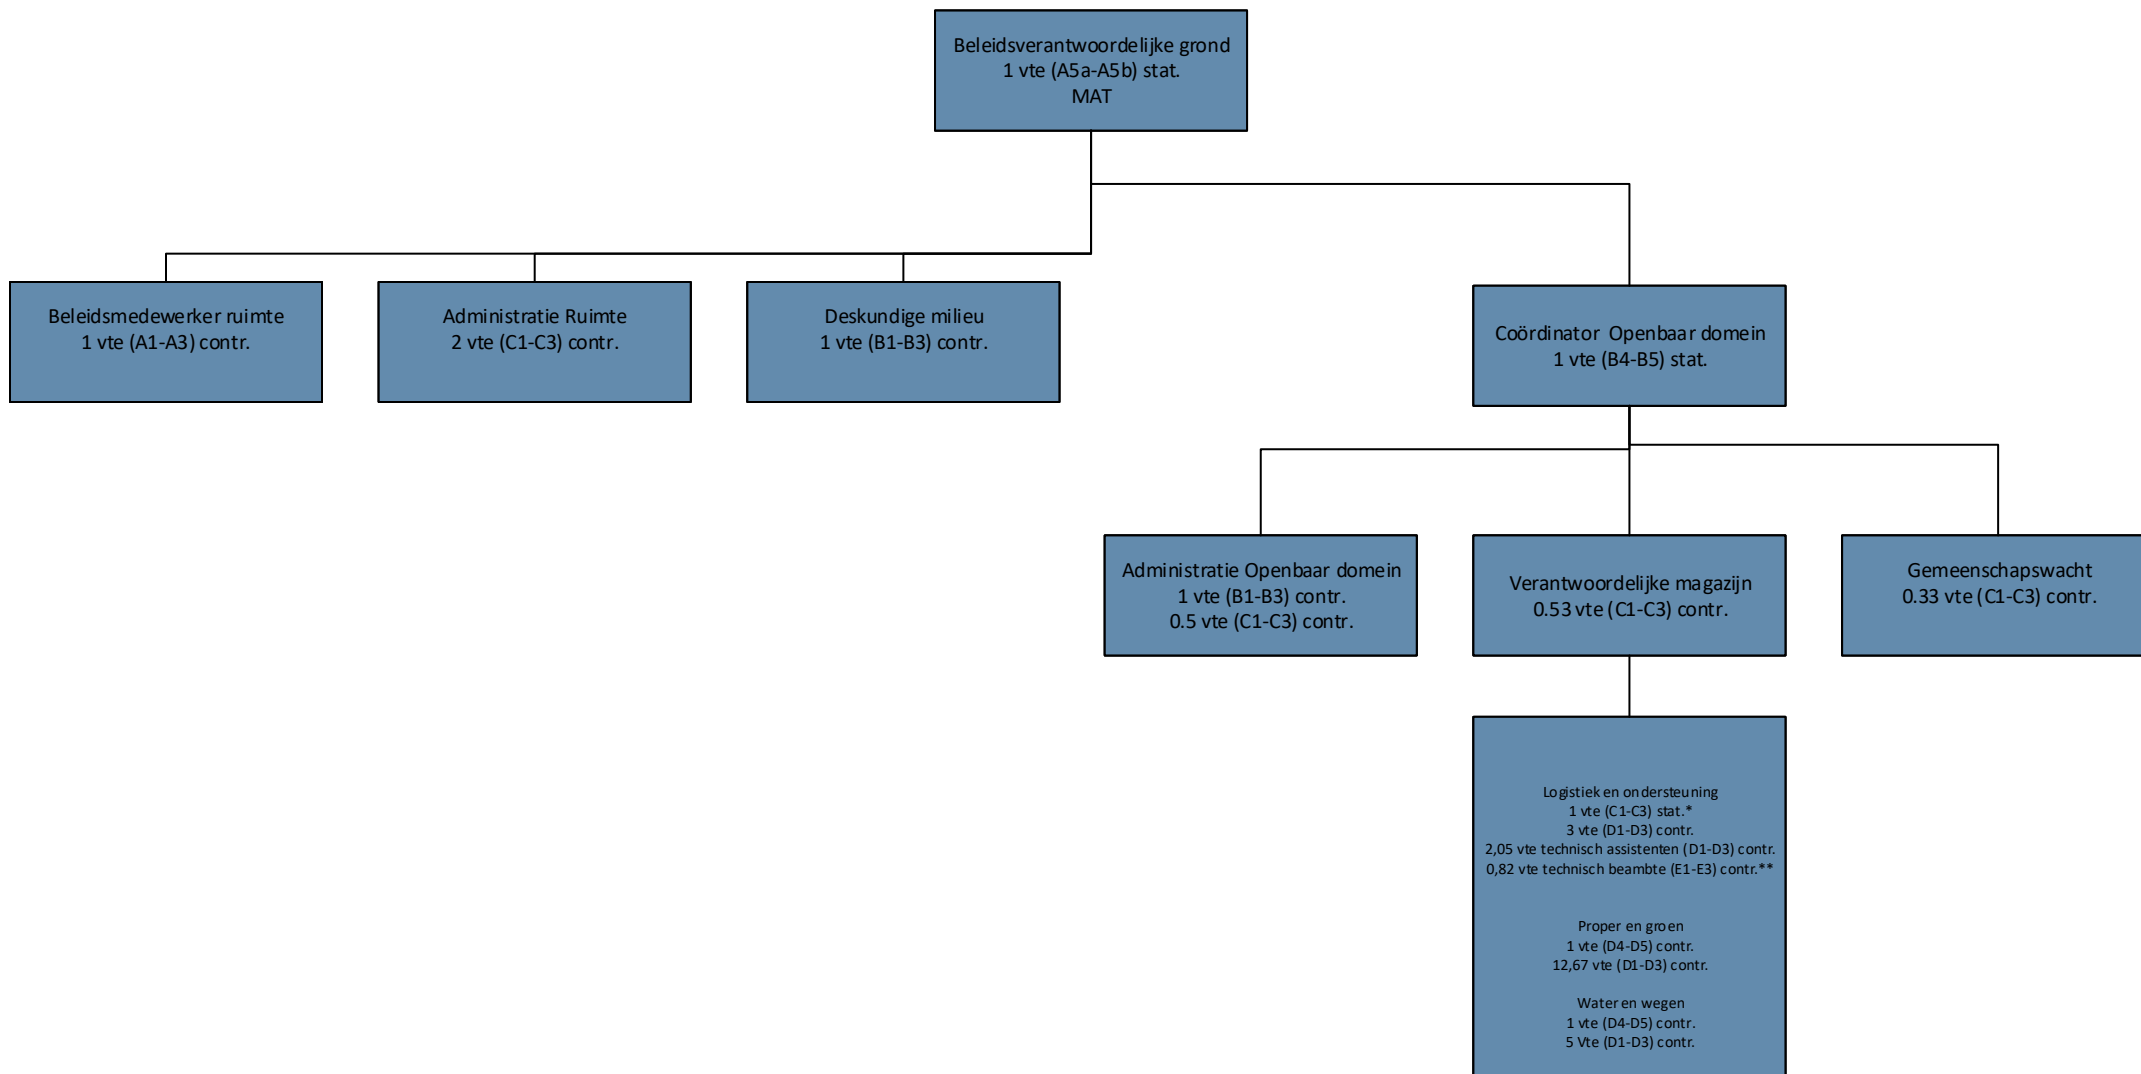 Beleidsverantwoordelijke grond
1 vte (A5a-A5b) stat.
MAT
Beleidsmedewerker ruimte
1 vte (A1-A3) contr.
Administratie Ruimte
2 vte (C1-C3) contr.
Deskundige milieu
1 vte (B1-B3) contr.
Coördinator Openbaar domein
1 vte (B4-B5) stat.
Administratie Openbaar domein
1 vte (B1-B3) contr.
0.5 vte (C1-C3) contr.
Verantwoordelijke magazijn
0.53 vte (C1-C3) contr.
Gemeenschapswacht
0.33 vte (C1-C3) contr.
Logistiek en ondersteuning
1 vte (C1-C3) stat.*
3 vte (D1-D3) contr.
2,05 vte technisch assistenten (D1-D3) contr.
0,82 vte technisch beambte (E1-E3) contr.**
Proper en groen
1 vte (D4-D5) contr.
12,67 vte (D1-D3) contr.
Water en wegen
1 vte (D4-D5) contr.
5 Vte (D1-D3) contr.